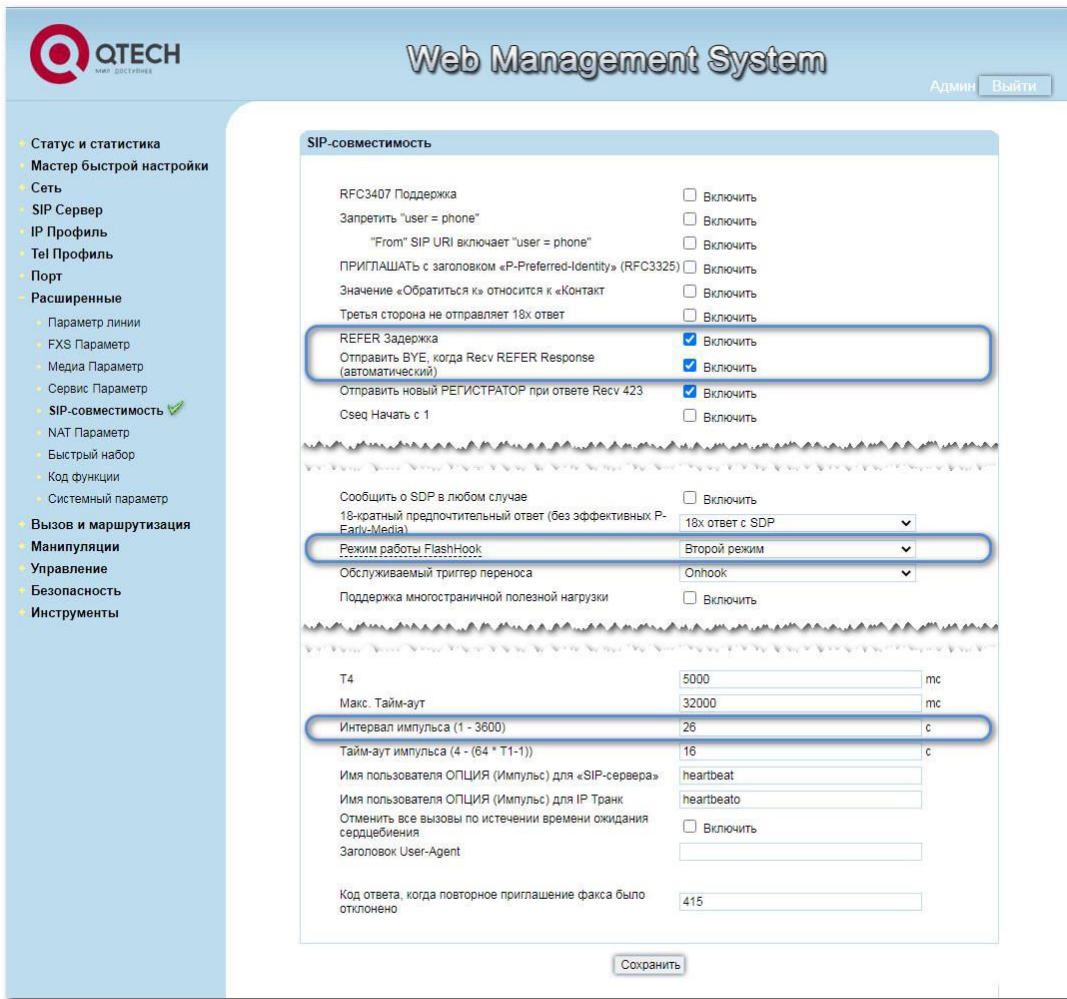 QTECH
МИР ДОСТУПНЕЕ
Web Management System
Админ Выйти
Статус и статистика
Мастер быстрой настройки
Сеть
SIP Сервер
IP Профиль
Tel Профиль
Порт
Расширенные
Параметр линии
FXS Параметр
Медиа Параметр
Сервис Параметр
SIP-совместимость
NAT Параметр
Быстрый набор
Код функции
Системный параметр
Вызов и маршрутизация
Манипуляции
Управление
Безопасность
Инструменты
SIP-совместимость
RFC3407 Поддержка Включить
Запретить "user = phone" Включить
"From" SIP URI включает "user = phone" Включить
ПРИГЛАШАТЬ с заголовком «P-Preferred-Identity» (RFC3325) Включить
Значение «Обратиться к» относится к «Контакт Включить
Третья сторона не отправляет 18x ответ Включить
REFER Задержка Включить
Отправить BYE, когда Recv REFER Response
(автоматический) Включить
Отправить новый РЕГИСТРАТОР при ответе Recv 423 Включить
Cseq Начать с 1 Включить
Сообщить о SDP в любом случае Включить
18-кратный предпочтительный ответ (без эффективных P-
Early-Media) 18x ответ с SDP
Режим работы FlashHook Второй режим
Обслуживаемый триггер переноса Onhook
Поддержка многостраничной полезной нагрузки Включить
T4 5000 mc
Макс. Тайм-аут 32000 mc
Интервал импульса (1 - 3600) 26 с
Тайм-аут импульса (4 - (64 * T1-1)) 16 с
Имя пользователя ОПЦИЯ (Импульс) для «SIP-сервера» heartbeat
Имя пользователя ОПЦИЯ (Импульс) для IP Транк heartbeato
Отменить все вызовы по истечении времени ожидания
сердцебиения Включить
Заголовок User-Agent
Код ответа, когда повторное приглашение факса было
отклонено 415
Сохранить